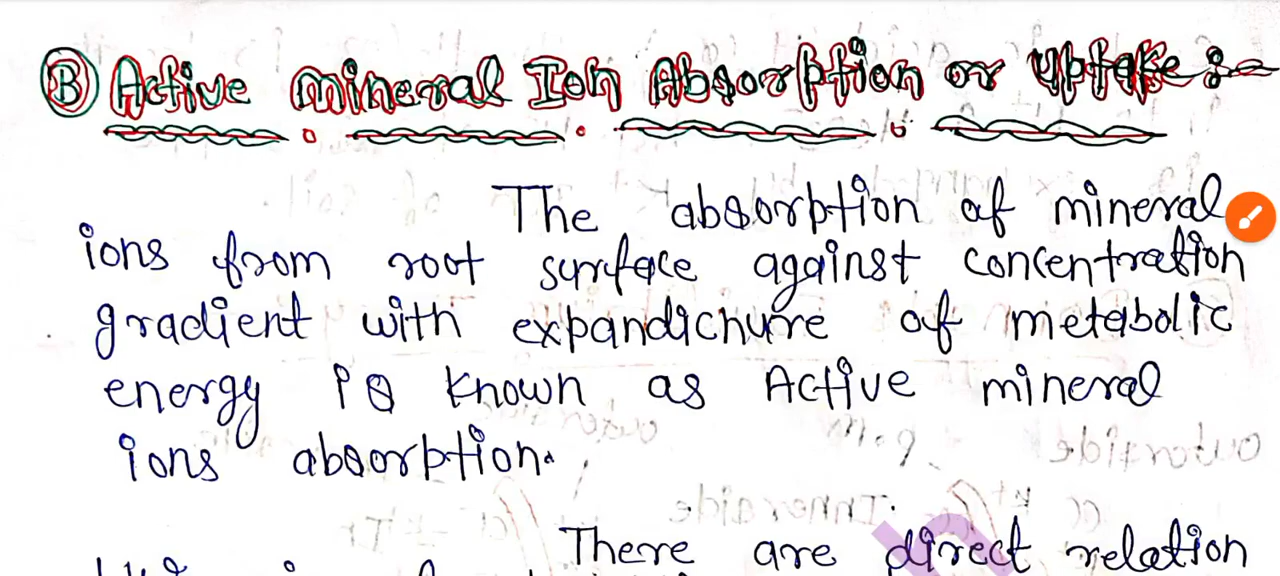 B Active mineral Ion Absorption or Uptake :-
The absorption of mineral
ions from root surface against concentration
gradient with expandichure of metabolic
energy is known as Active mineral
ions absorption.
There are direct relation